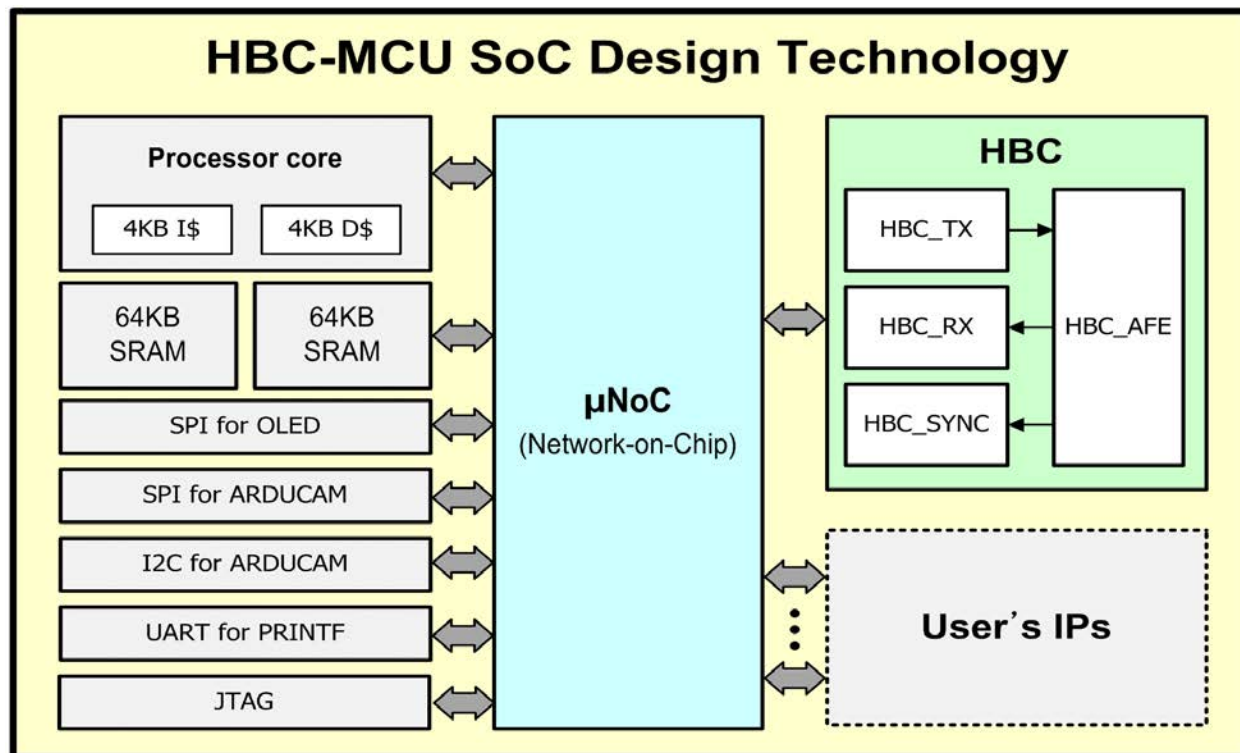 HBC-MCU SoC Design Technology
Processor core
4KB I$
4KB D$
64KB
SRAM
64KB
SRAM
SPI for OLED
SPI for ARDUCAM
I2C for ARDUCAM
UART for PRINTF
JTAG
µNoC
(Network-on-Chip)
HBC
HBC_TX
HBC_RX
HBC_SYNC
HBC_AFE
User's IPs